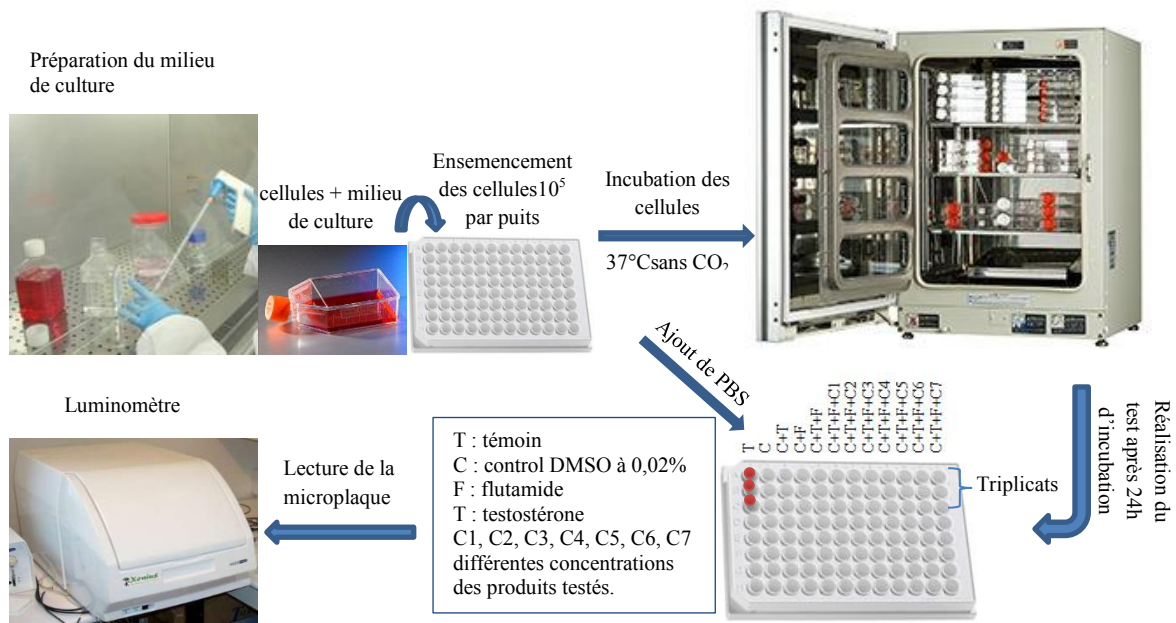 Préparation du milieu
de culture
cellules + milieu
de culture
Ensemencement
des cellules10⁵
par puits
Incubation des
cellules
37°Csans CO₂
Ajout de PBS
Réalisation du
test après 24h
d'incubation
T
C
C+T
C+F
C+T+F
C+T+F+C1
C+T+F+C2
C+T+F+C3
C+T+F+C4
C+T+F+C5
C+T+F+C6
C+T+F+C7
Triplicats
T : témoin
C : control DMSO à 0,02%
F : flutamide
T : testostérone
C1, C2, C3, C4, C5, C6, C7
différentes concentrations
des produits testés.
Lecture de la
microplaque
Luminomètre
Xenius